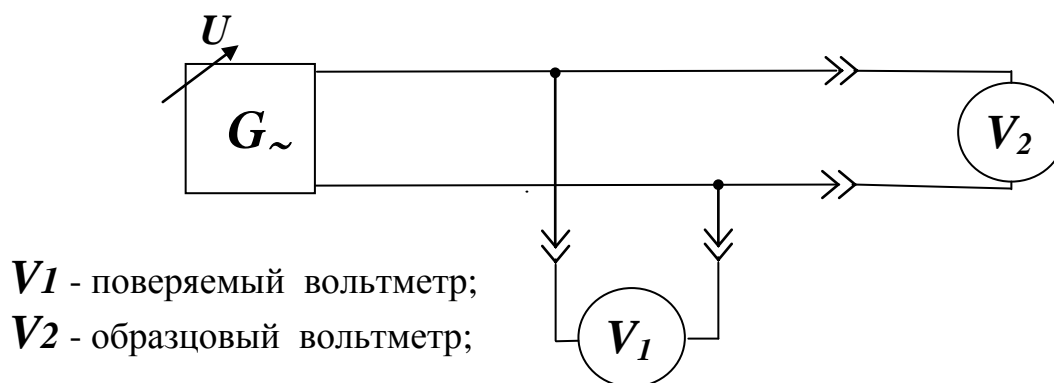 U
G~
V2
V1 - поверяемый вольтметр;
V2 - образцовый вольтметр;
V1